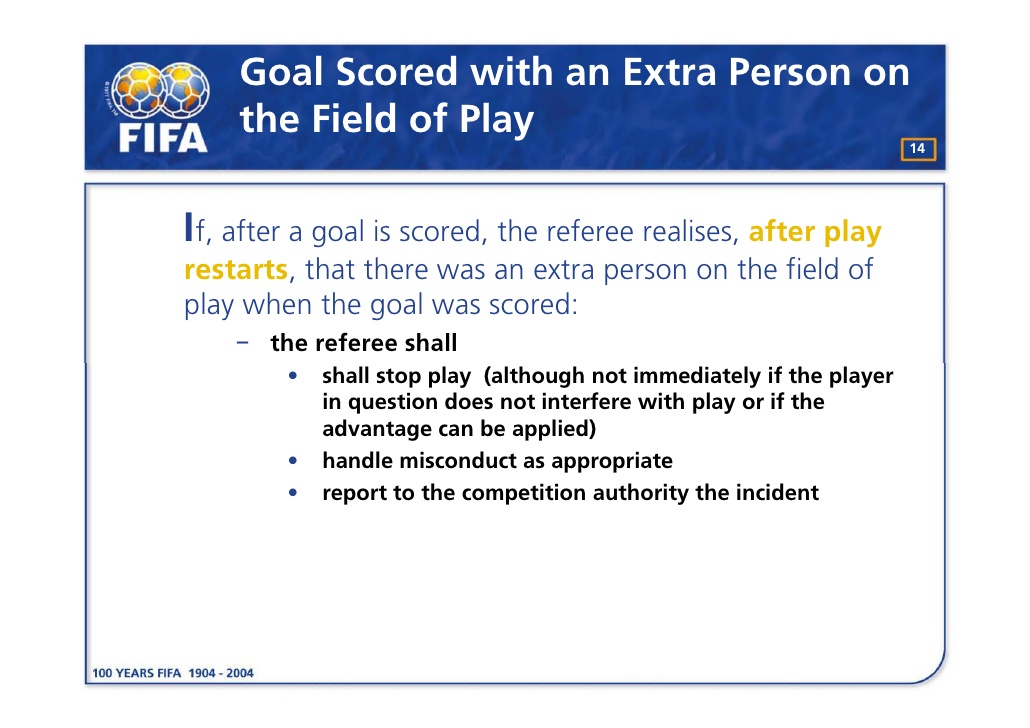 Goal Scored with an Extra Person on
the Field of Play
FIFA
14
If, after a goal is scored, the referee realises, after play
restarts, that there was an extra person on the field of
play when the goal was scored:
– the referee shall
• shall stop play (although not immediately if the player
in question does not interfere with play or if the
advantage can be applied)
• handle misconduct as appropriate
• report to the competition authority the incident
100 YEARS FIFA 1904 - 2004